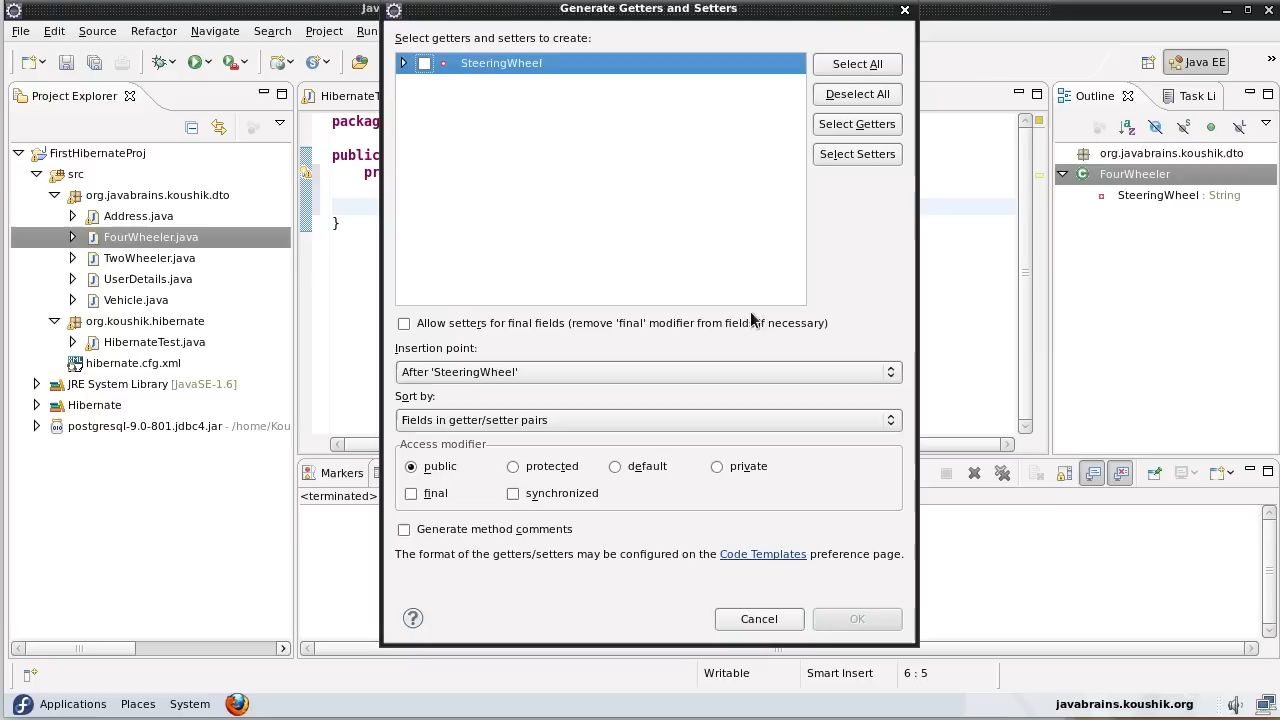 Jav
Generate Getters and Setters
File Edit Source Refactor Navigate Search Project Run
Select getters and setters to create:
SteeringWheel
Select All
Deselect All
Select Getters
Select Setters
Java EE
»
Project Explorer
HibernateT
Outline
Task Li
FirstHibernateProj
src
org.javabrains.koushik.dto
Address.java
FourWheeler.java
TwoWheeler.java
UserDetails.java
Vehicle.java
org.koushik.hibernate
HibernateTest.java
hibernate.cfg.xml
JRE System Library [JavaSE-1.6]
Hibernate
postgresql-9.0-801.jdbc4.jar - /home/Kou
packag
public
pr
}
org.javabrains.koushik.dto
FourWheeler
SteeringWheel : String
Allow setters for final fields (remove 'final' modifier from fields if necessary)
Insertion point:
After 'SteeringWheel'
Sort by:
Fields in getter/setter pairs
Access modifier
public protected default private
final synchronized
Generate method comments
The format of the getters/setters may be configured on the Code Templates preference page.
? Cancel OK
Markers
<terminated>
Writable Smart Insert 6 : 5
Applications Places System
javabrains.koushik.org